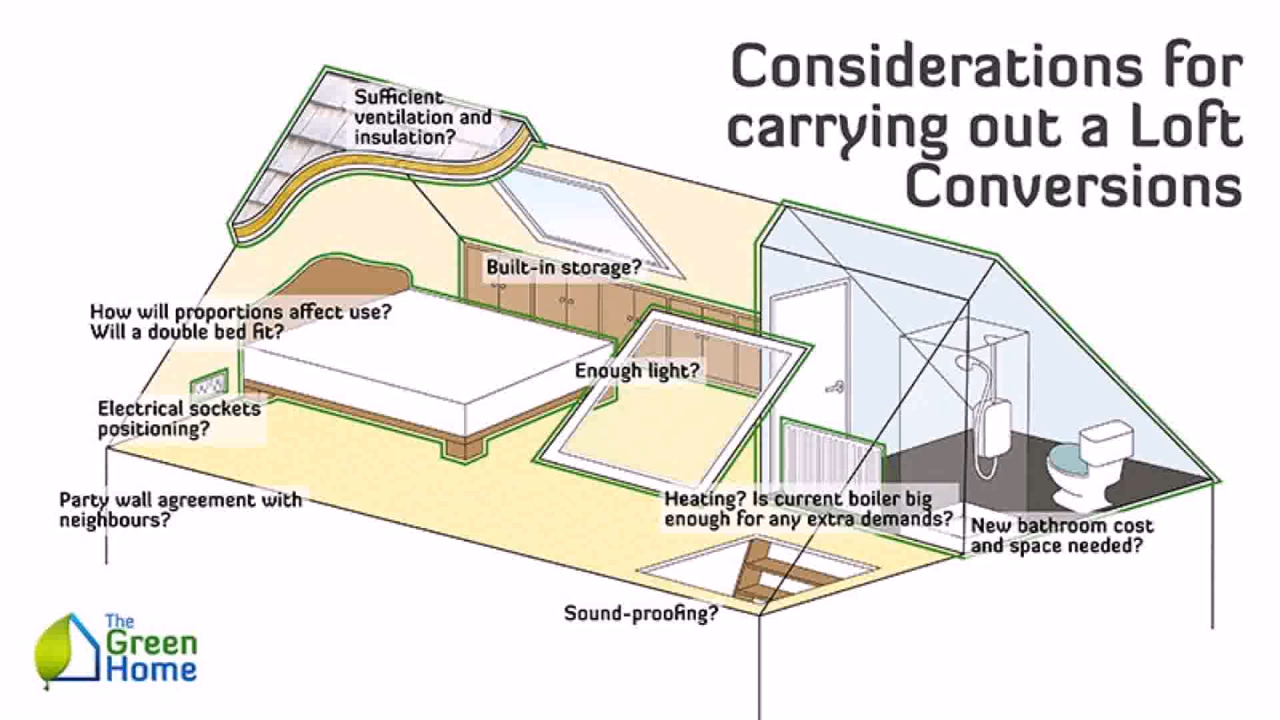 Considerations for
carrying out a Loft
Conversions
Sufficient
ventilation and
insulation?
Built-in storage?
How will proportions affect use?
Will a double bed fit?
Enough light?
Electrical sockets
positioning?
Party wall agreement with
neighbours?
Heating? Is current boiler big
enough for any extra demands?
New bathroom cost
and space needed?
Sound-proofing?
The
Green
Home